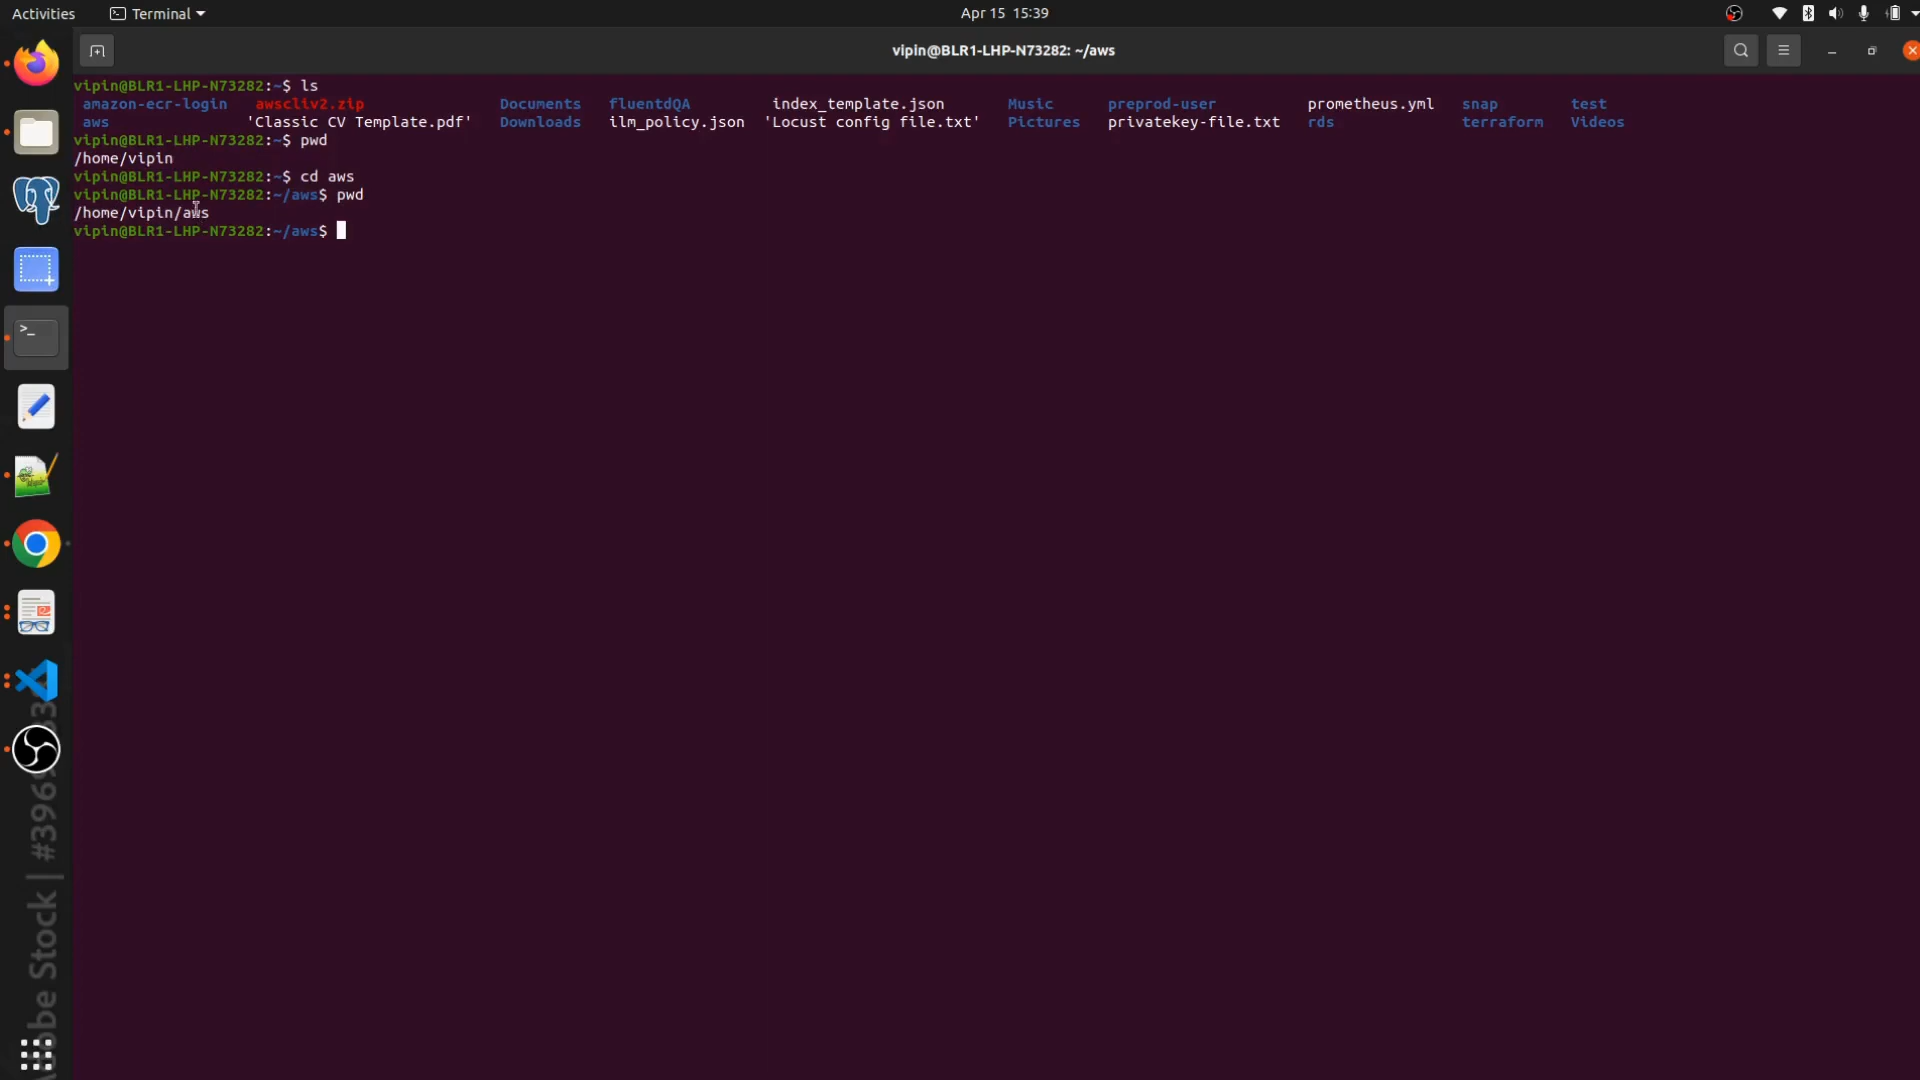 Activities Terminal Apr 15 15:39
vipin@BLR1-LHP-N73282: ~/aws
vipin@BLR1-LHP-N73282:~$ ls
amazon-ecr-login awscliv2.zip Documents fluentdQA index_template.json Music preprod-user prometheus.yml snap test
aws 'Classic CV Template.pdf' Downloads ilm_policy.json 'Locust config file.txt' Pictures privatekey-file.txt rds terraform Videos
vipin@BLR1-LHP-N73282:~$ pwd
/home/vipin
vipin@BLR1-LHP-N73282:~$ cd aws
vipin@BLR1-LHP-N73282:~/aws$ pwd
/home/vipin/aws
vipin@BLR1-LHP-N73282:~/aws$
Adobe Stock | #3969